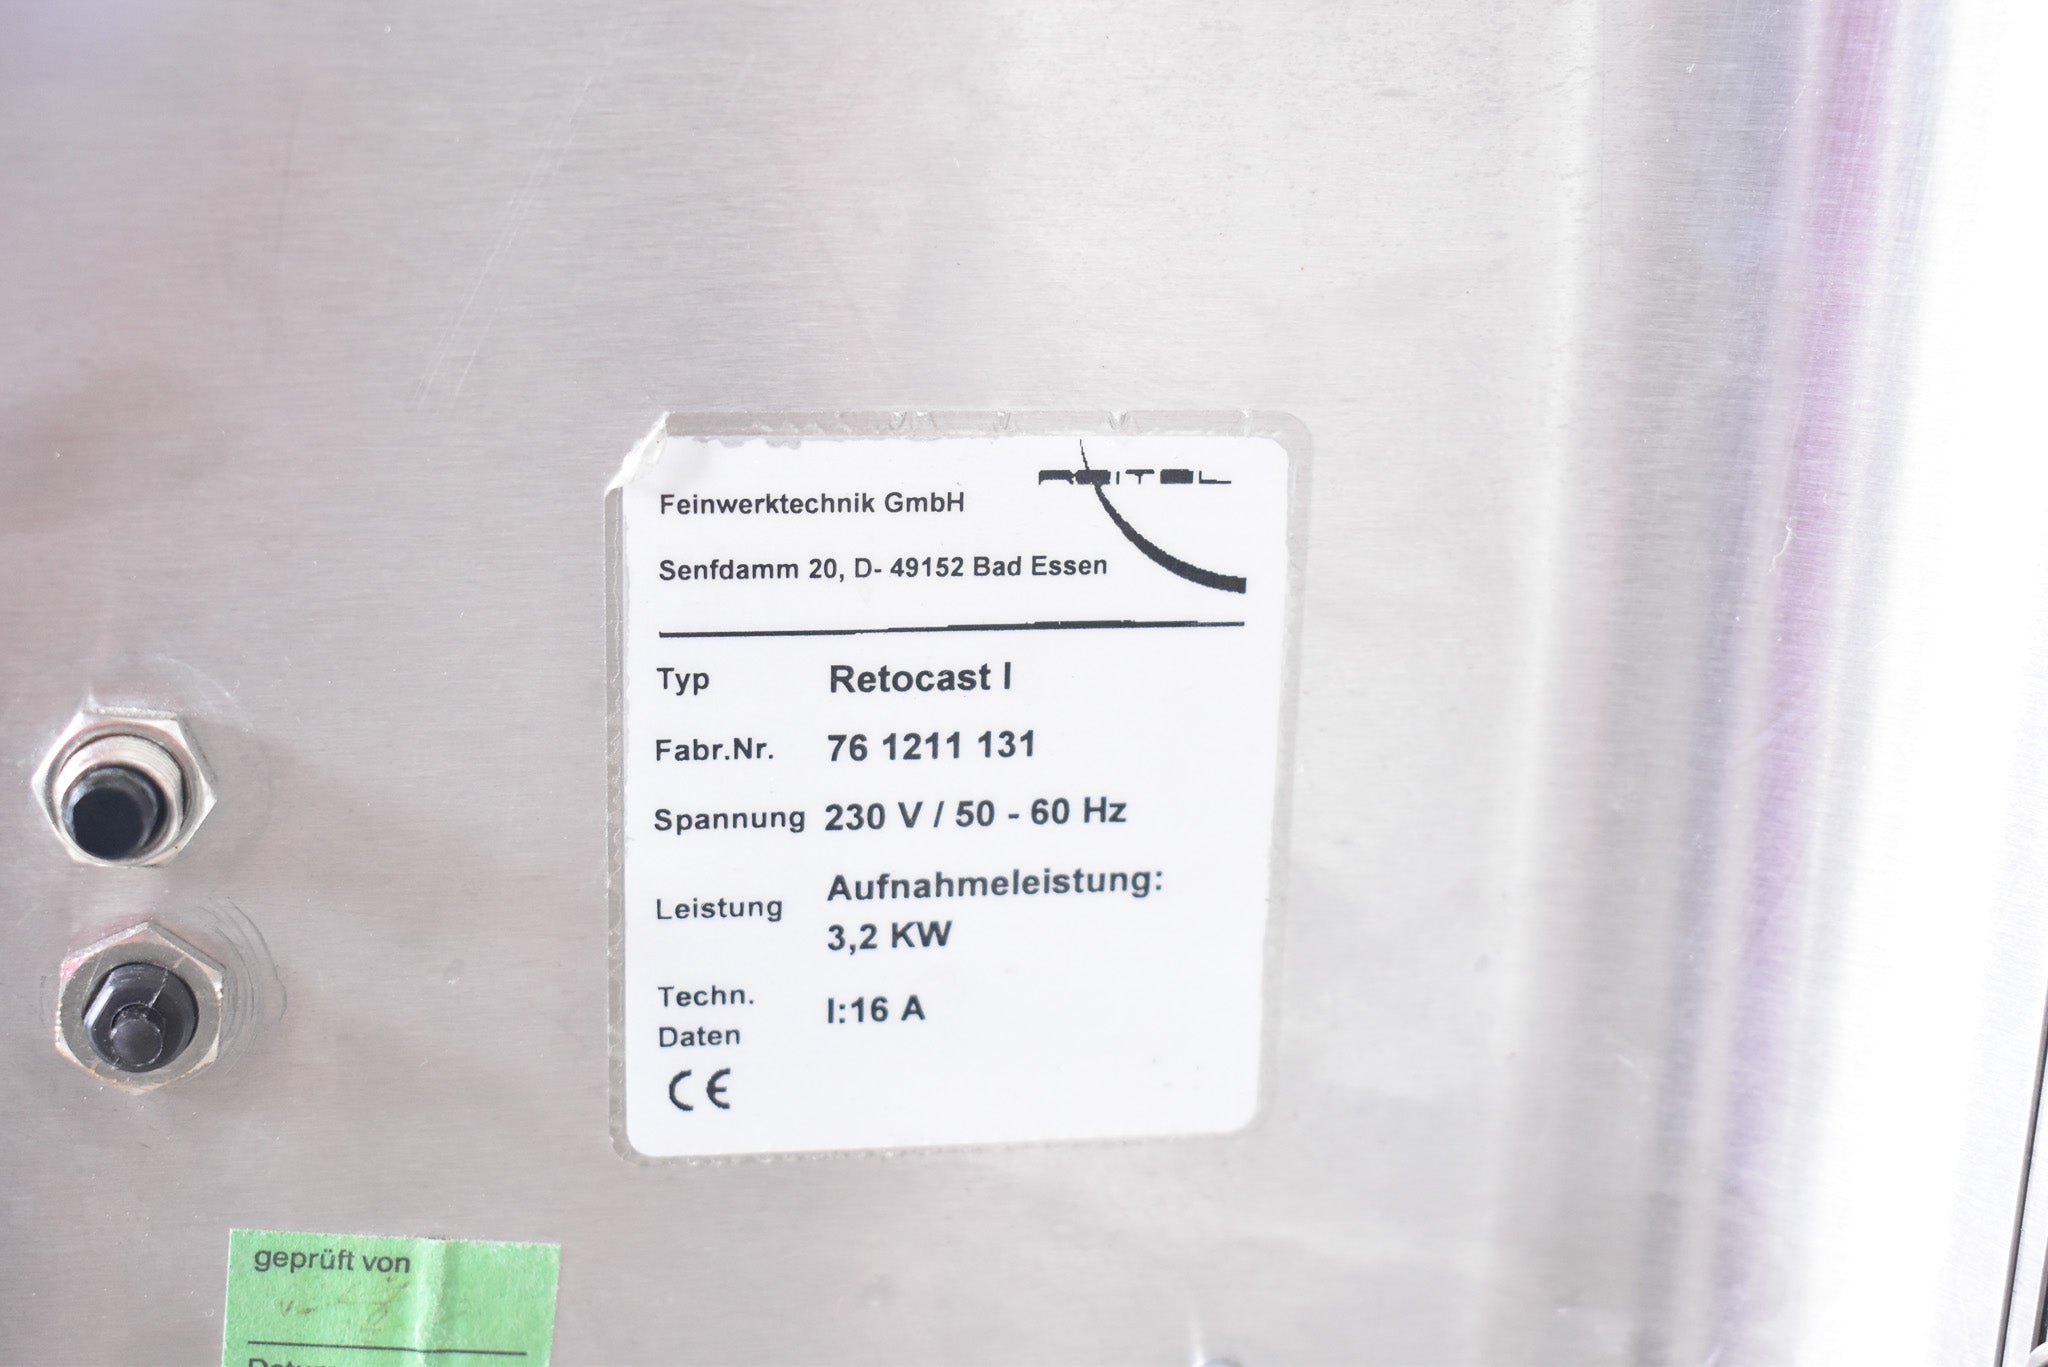 REITEL
Feinwerktechnik GmbH
Senfdamm 20, D- 49152 Bad Essen
Typ Retocast I
Fabr.Nr. 76 1211 131
Spannung 230 V / 50 - 60 Hz
Leistung Aufnahmeleistung:
3,2 KW
Techn. Daten I:16 A
CE
geprüft von